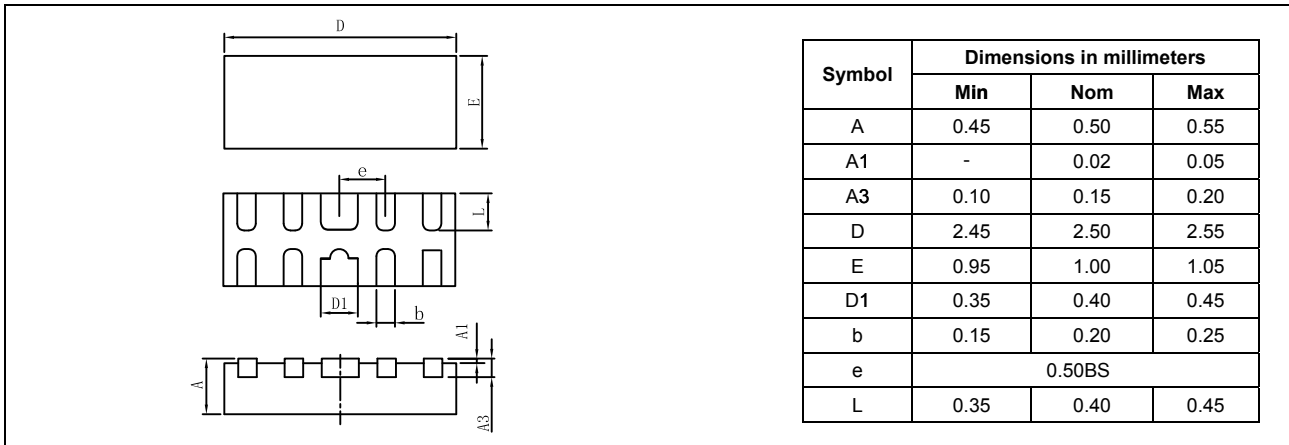 D
E
e
L
D1
b
A1
A
A3
Symbol Dimensions in millimeters
Min Nom Max
A 0.45 0.50 0.55
A1 - 0.02 0.05
A3 0.10 0.15 0.20
D 2.45 2.50 2.55
E 0.95 1.00 1.05
D1 0.35 0.40 0.45
b 0.15 0.20 0.25
e 0.50BS
L 0.35 0.40 0.45